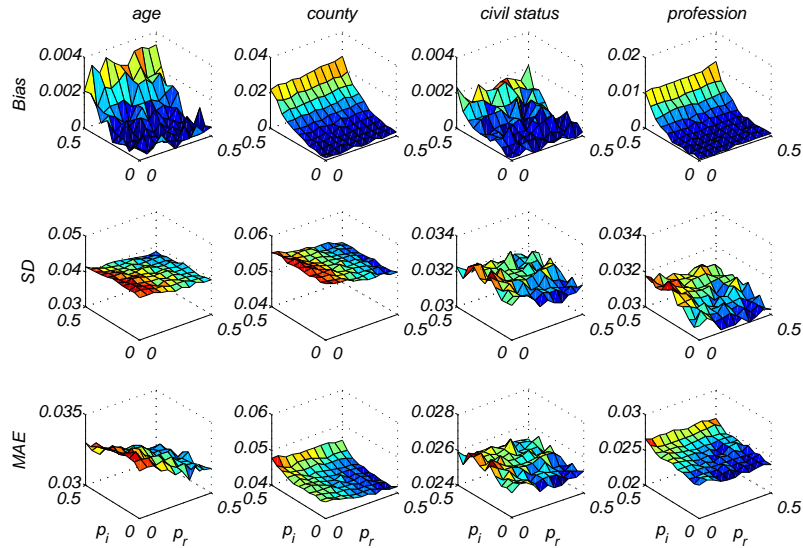 age county civil status profession
Bias
0.004 0.04 0.004 0.02
0.002 0.02 0.002 0.01
0 0 0 0
0.5 0.5 0.5 0.5 0.5 0.5 0.5 0.5
0 0 0 0 0 0 0 0
SD
0.05 0.06 0.034 0.034
0.04 0.05 0.032 0.032
0.03 0.04 0.03 0.03
0.5 0.5 0.5 0.5 0.5 0.5 0.5 0.5
0 0 0 0 0 0 0 0
MAE
0.035 0.06 0.028 0.03
0.05 0.026 0.025
0.03 0.04 0.024 0.02
0.5 0.5 0.5 0.5 0.5 0.5 0.5 0.5
p_i 0 0 p_r p_i 0 0 p_r p_i 0 0 p_r p_i 0 0 p_r